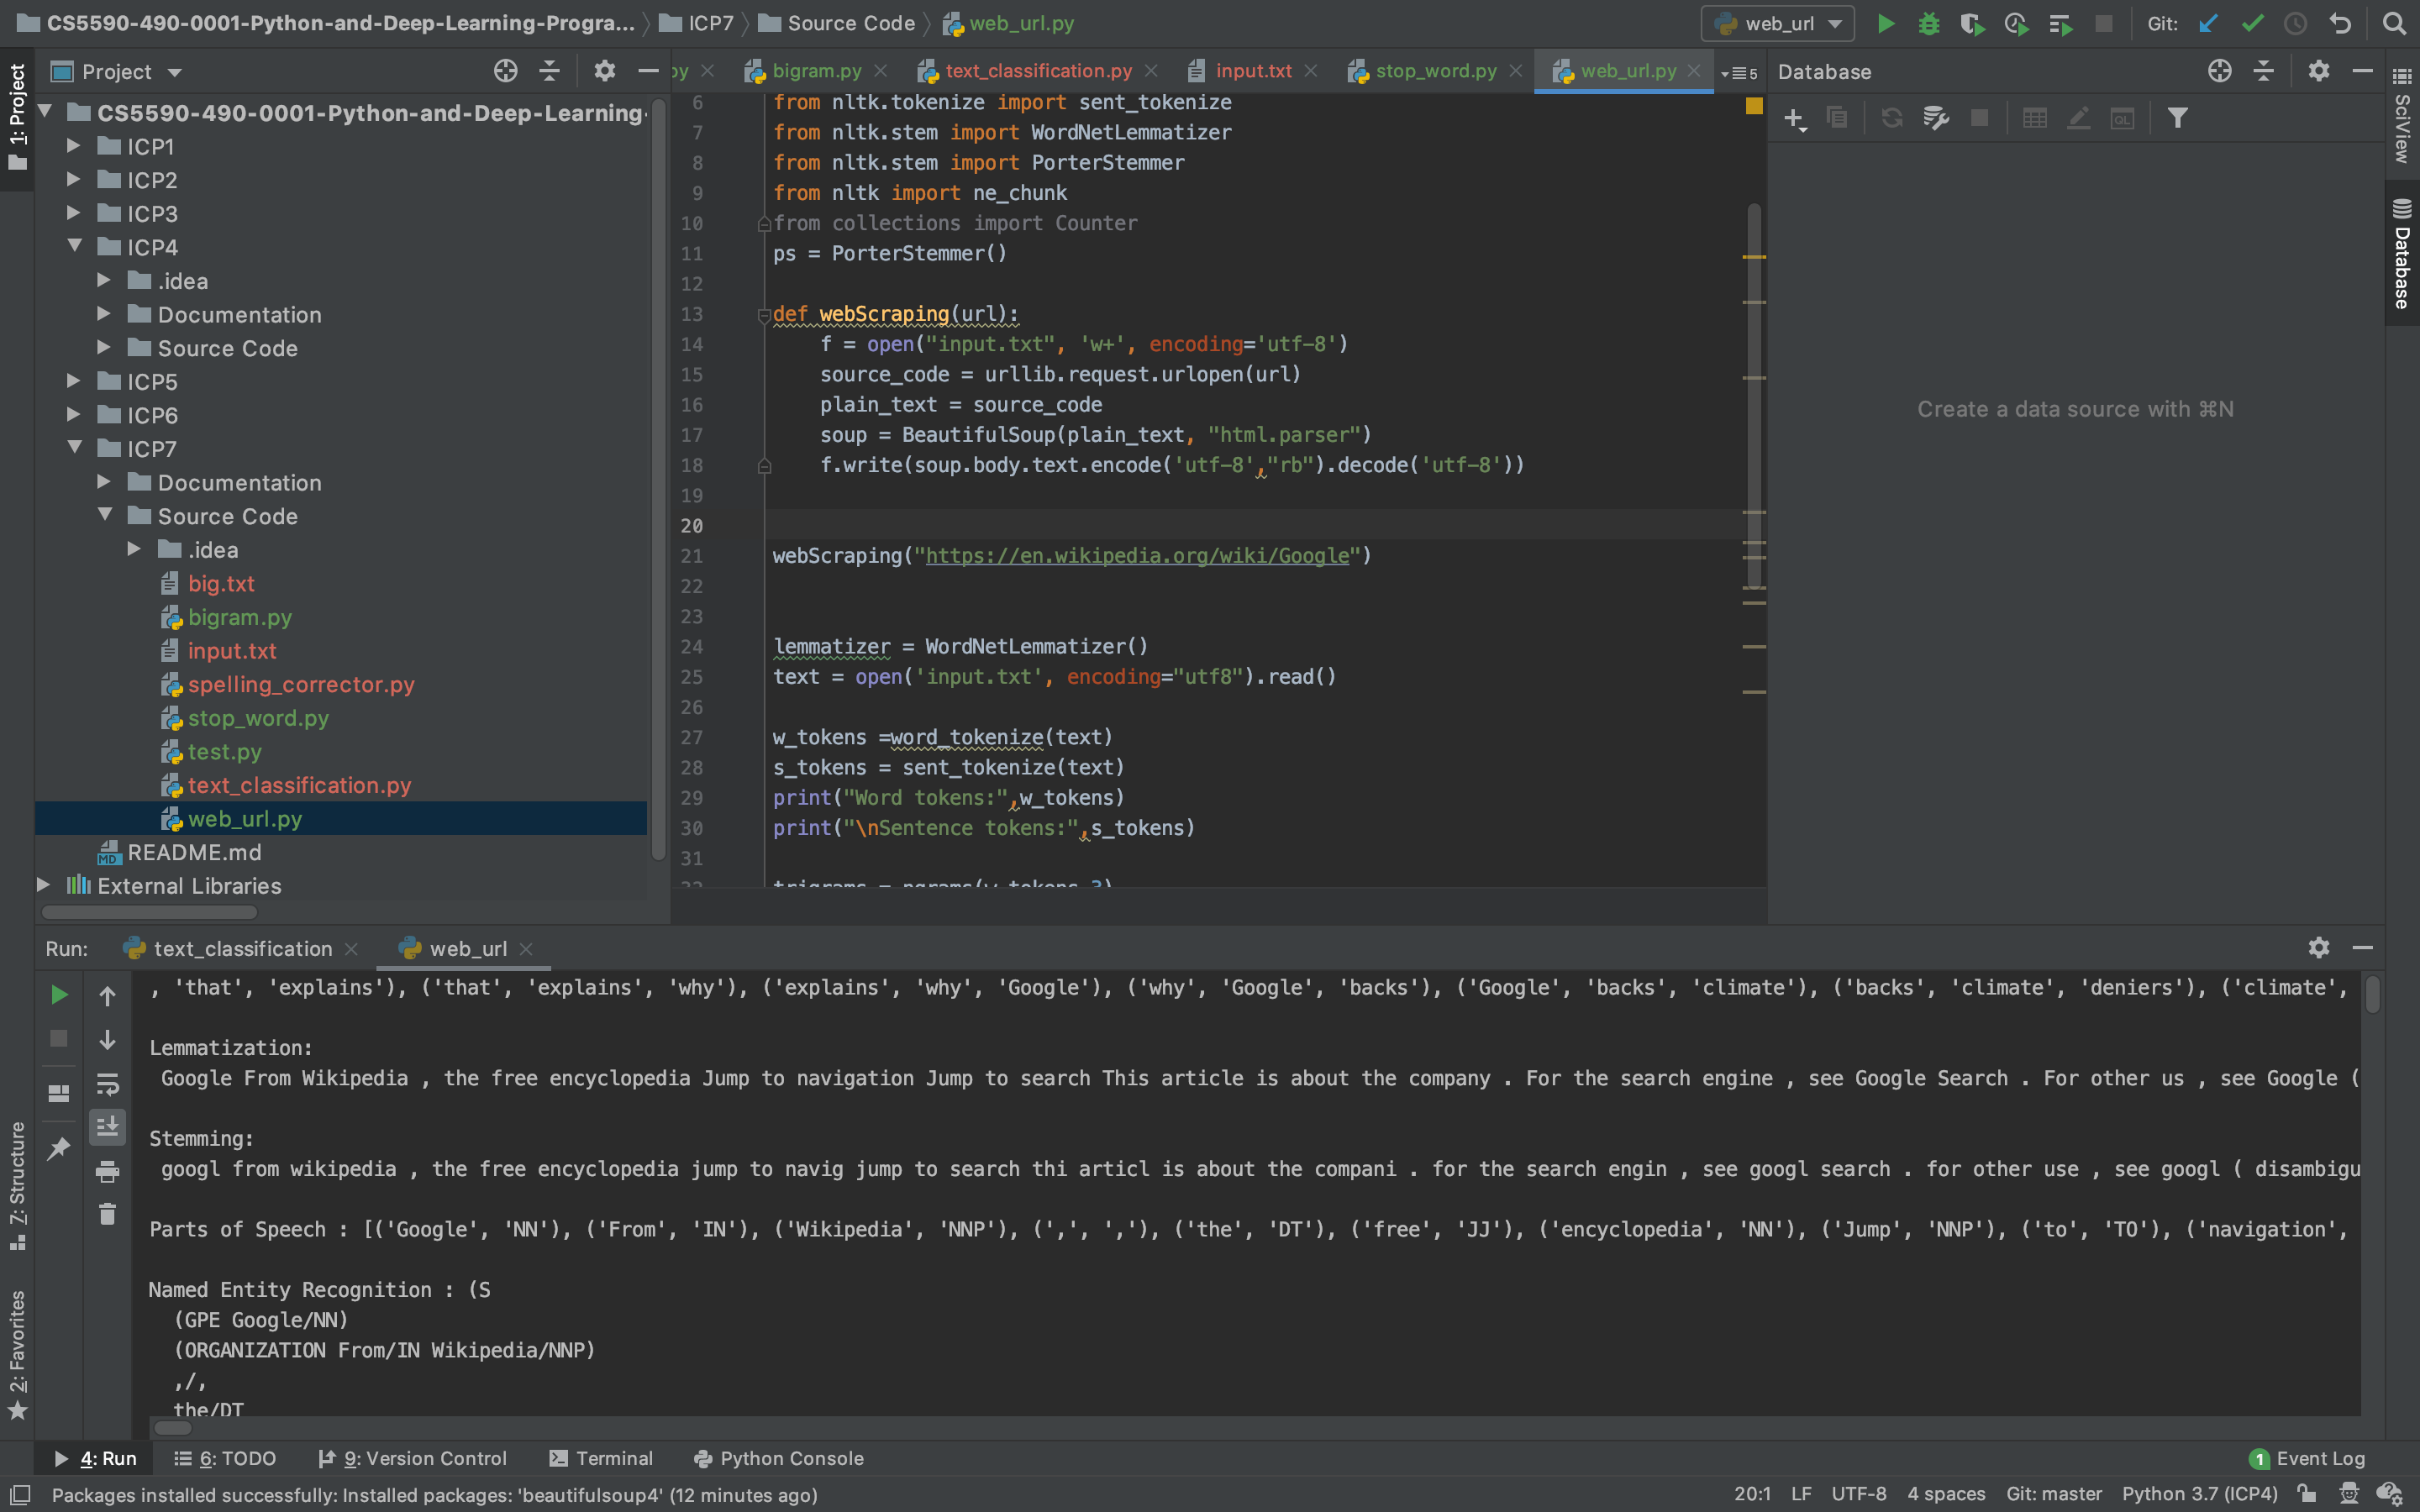 CS5590-490-0001-Python-and-Deep-Learning-Progra... ICP7 Source Code web_url.py web_url Git:
Project
py bigram.py text_classification.py input.txt stop_word.py web_url.py 5
Database
1: Project
SciView
Database
CS5590-490-0001-Python-and-Deep-Learning-
ICP1
ICP2
ICP3
ICP4
.idea
Documentation
Source Code
ICP5
ICP6
ICP7
Documentation
Source Code
.idea
big.txt
bigram.py
input.txt
spelling_corrector.py
stop_word.py
test.py
text_classification.py
web_url.py
README.md
External Libraries
6 from nltk.tokenize import sent_tokenize
7 from nltk.stem import WordNetLemmatizer
8 from nltk.stem import PorterStemmer
9 from nltk import ne_chunk
10 from collections import Counter
11 ps = PorterStemmer()
12
13 def webScraping(url):
14 f = open("input.txt", 'w+', encoding='utf-8')
15 source_code = urllib.request.urlopen(url)
16 plain_text = source_code
17 soup = BeautifulSoup(plain_text, "html.parser")
18 f.write(soup.body.text.encode('utf-8',"rb").decode('utf-8'))
19
20
21 webScraping("https://en.wikipedia.org/wiki/Google")
22
23
24 lemmatizer = WordNetLemmatizer()
25 text = open('input.txt', encoding="utf8").read()
26
27 w_tokens =word_tokenize(text)
28 s_tokens = sent_tokenize(text)
29 print("Word tokens:",w_tokens)
30 print("\nSentence tokens:",s_tokens)
31
32 trigrams = ngrams(w_tokens,3)
QL
Create a data source with ⌘N
Run: text_classification web_url
, 'that', 'explains'), ('that', 'explains', 'why'), ('explains', 'why', 'Google'), ('why', 'Google', 'backs'), ('Google', 'backs', 'climate'), ('backs', 'climate', 'deniers'), ('climate',
Lemmatization:
Google From Wikipedia , the free encyclopedia Jump to navigation Jump to search This article is about the company . For the search engine , see Google Search . For other us , see Google (
Stemming:
googl from wikipedia , the free encyclopedia jump to navig jump to search thi articl is about the compani . for the search engin , see googl search . for other use , see googl ( disambigu
Parts of Speech : [('Google', 'NN'), ('From', 'IN'), ('Wikipedia', 'NNP'), (',', ','), ('the', 'DT'), ('free', 'JJ'), ('encyclopedia', 'NN'), ('Jump', 'NNP'), ('to', 'TO'), ('navigation',
Named Entity Recognition : (S
(GPE Google/NN)
(ORGANIZATION From/IN Wikipedia/NNP)
,/,
the/DT
7: Structure
2: Favorites
4: Run 6: TODO 9: Version Control Terminal Python Console 1 Event Log
Packages installed successfully: Installed packages: 'beautifulsoup4' (12 minutes ago) 20:1 LF UTF-8 4 spaces Git: master Python 3.7 (ICP4)